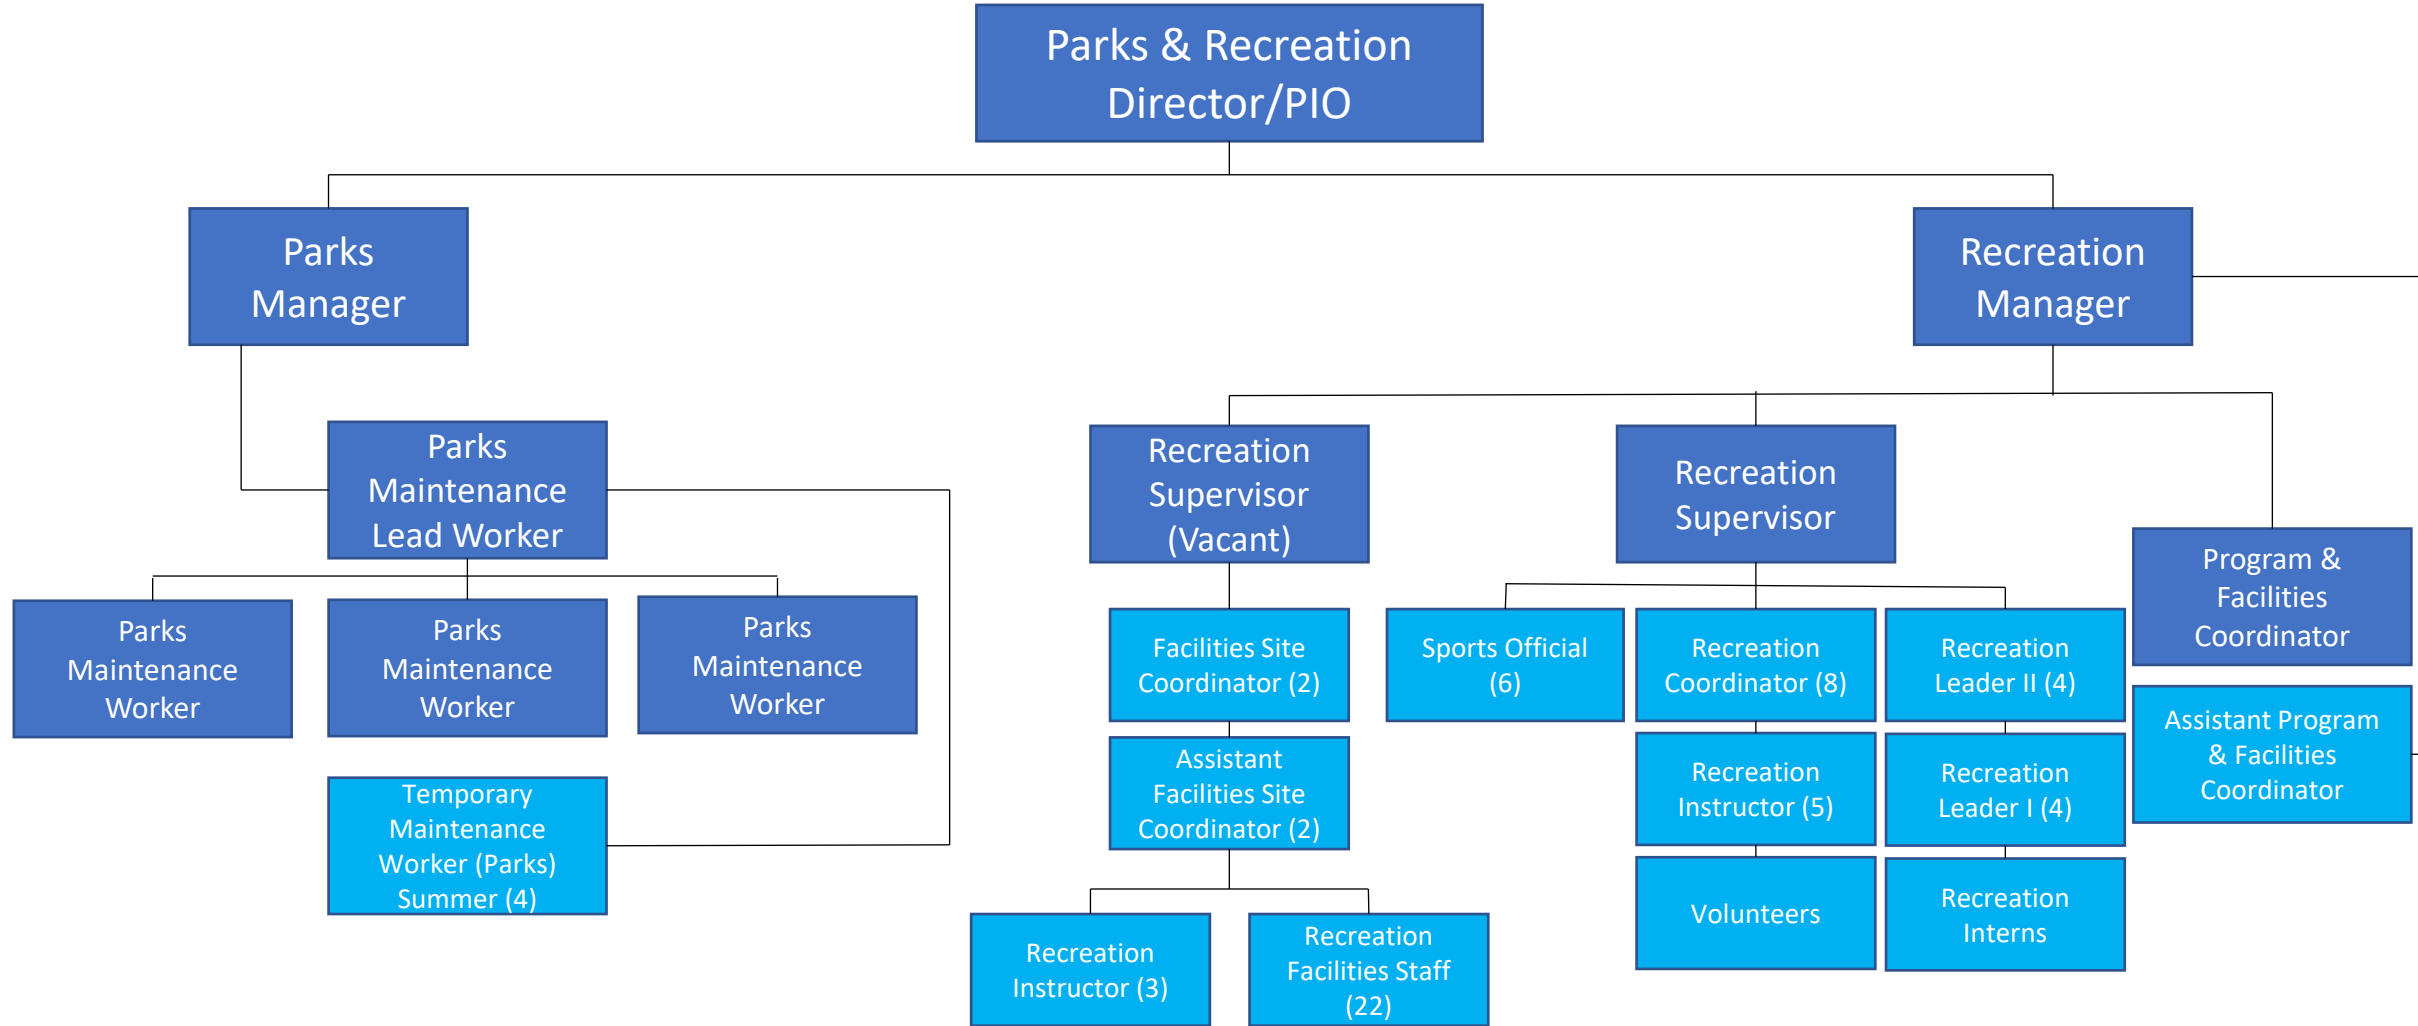 Parks & Recreation
Director/PIO
Parks
Manager
Recreation
Manager
Parks
Maintenance
Lead Worker
Recreation
Supervisor
(Vacant)
Recreation
Supervisor
Program &
Facilities
Coordinator
Parks
Maintenance
Worker
Parks
Maintenance
Worker
Parks
Maintenance
Worker
Facilities Site
Coordinator (2)
Sports Official
(6)
Recreation
Coordinator (8)
Recreation
Leader II (4)
Assistant Program
& Facilities
Coordinator
Temporary
Maintenance
Worker (Parks)
Summer (4)
Assistant
Facilities Site
Coordinator (2)
Recreation
Instructor (5)
Recreation
Leader I (4)
Recreation
Instructor (3)
Recreation
Facilities Staff
(22)
Volunteers
Recreation
Interns